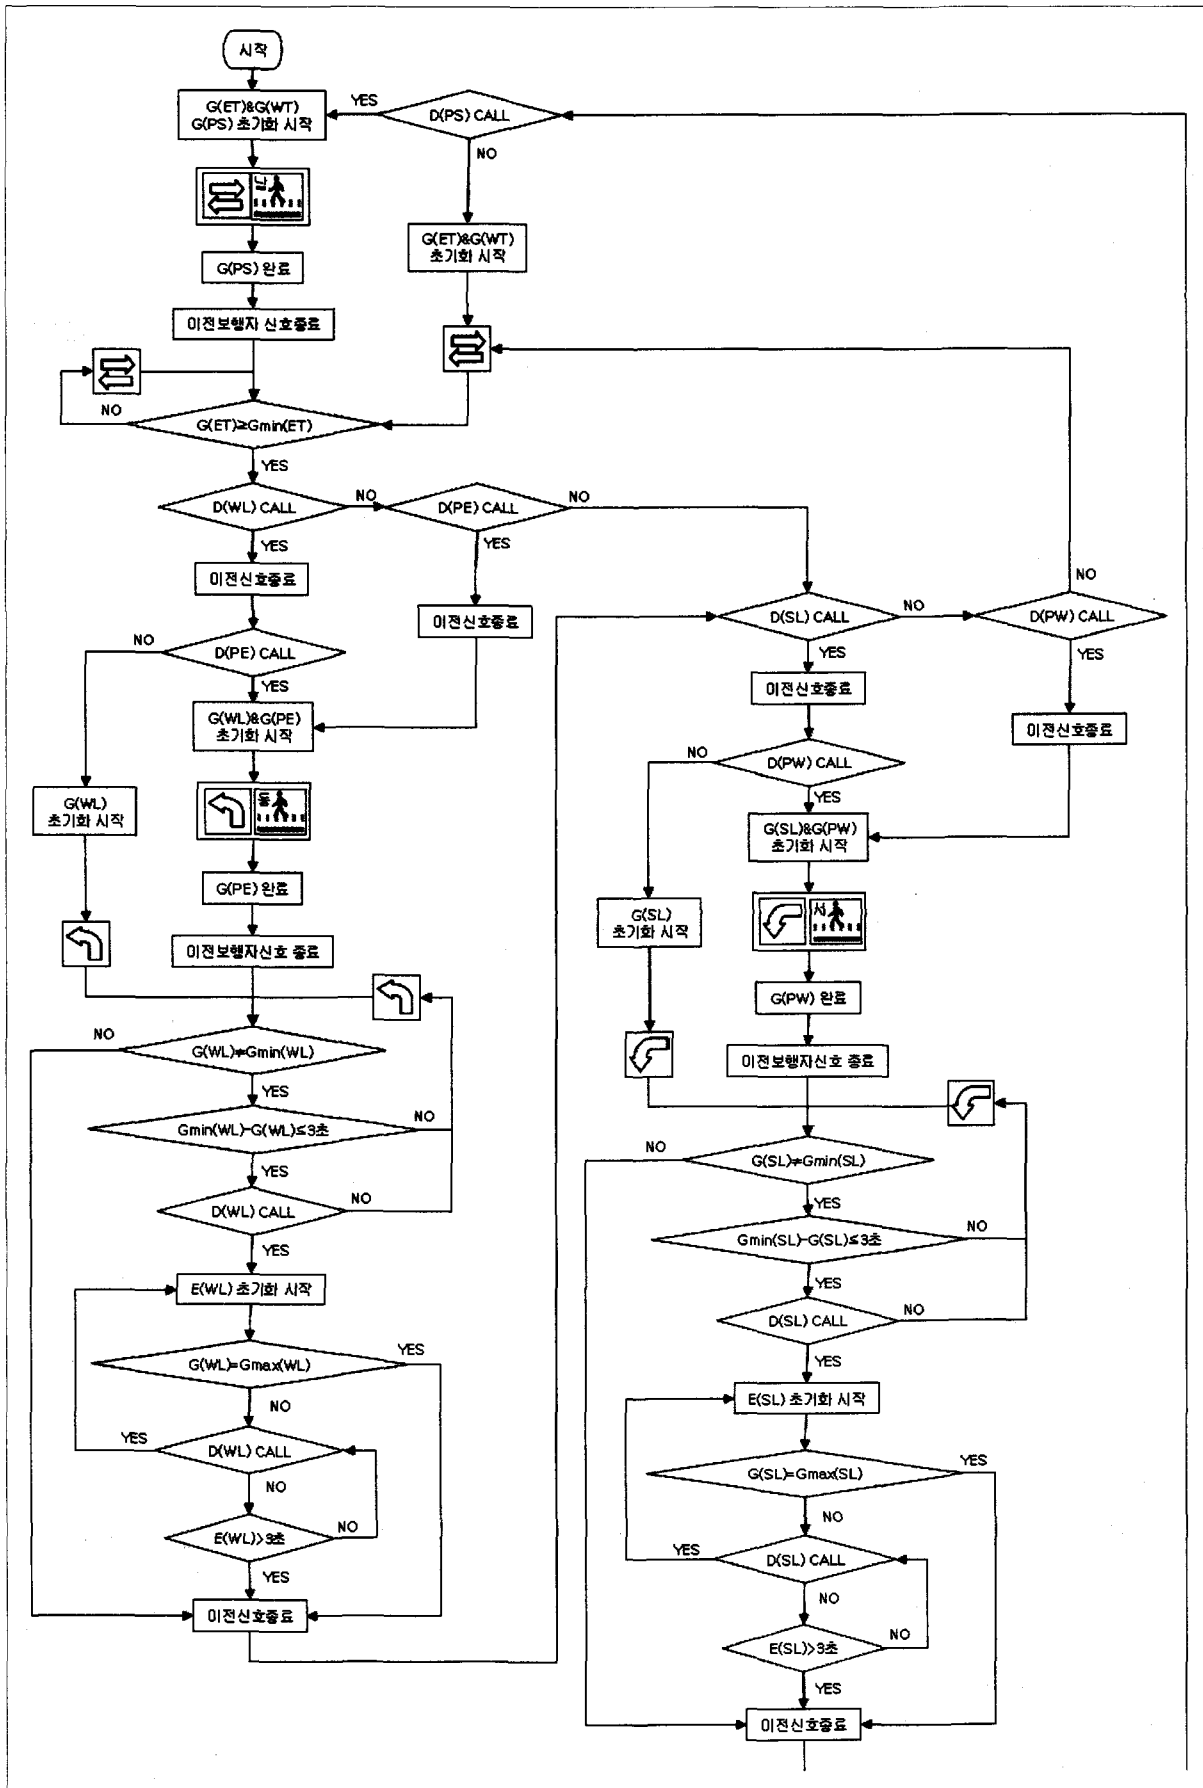 시작
G(ET)&G(WT)
G(PS) 초기화 시작
YES
D(PS) CALL
NO
남
G(ET)&G(WT)
초기화 시작
G(PS) 완료
이전보행자 신호종료
NO
G(ET)≥Gmin(ET)
YES
D(WL) CALL
NO
D(PE) CALL
NO
YES
YES
이전신호종료
이전신호종료
NO
D(PE) CALL
YES
G(WL)&G(PE)
초기화 시작
G(WL)
초기화 시작
동
G(PE) 완료
이전보행자신호 종료
NO
G(WL)≠Gmin(WL)
YES
Gmin(WL)-G(WL)≤3초
NO
YES
D(WL) CALL
NO
YES
E(WL) 초기화 시작
G(WL)=Gmax(WL)
YES
NO
YES
D(WL) CALL
NO
E(WL)>3초
NO
YES
이전신호종료
D(SL) CALL
NO
NO
D(PW) CALL
YES
YES
이전신호종료
이전신호종료
NO
D(PW) CALL
YES
G(SL)&G(PW)
초기화 시작
G(SL)
초기화 시작
서
G(PW) 완료
이전보행자신호 종료
NO
G(SL)≠Gmin(SL)
YES
Gmin(SL)-G(SL)≤3초
NO
YES
D(SL) CALL
NO
YES
E(SL) 초기화 시작
G(SL)=Gmax(SL)
YES
NO
YES
D(SL) CALL
NO
E(SL)>3초
NO
YES
이전신호종료